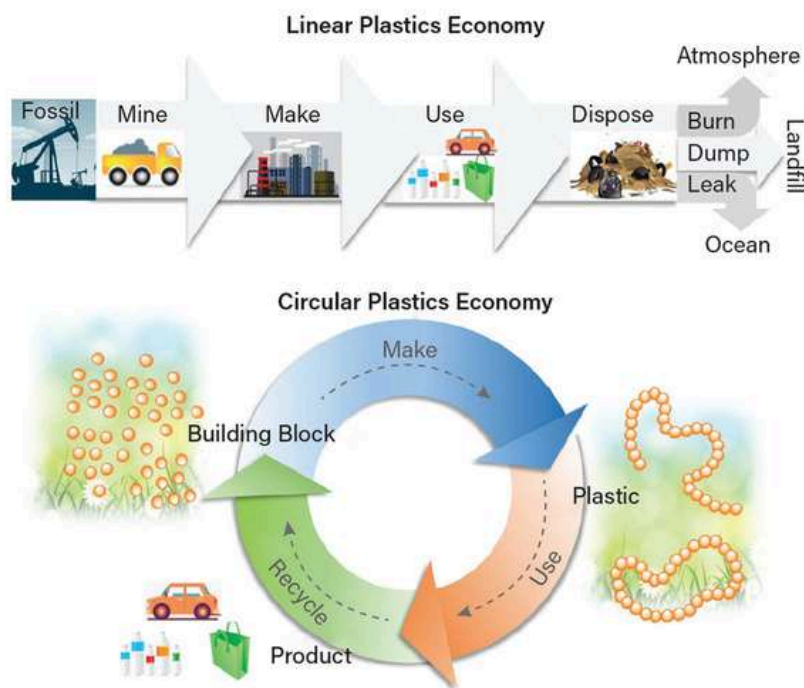 Linear Plastics Economy
Atmosphere
Fossil
Mine
Make
Use
Dispose
Burn
Dump
Leak
Landfill
Ocean
Circular Plastics Economy
Make
Building Block
Plastic
Use
Recycle
Product